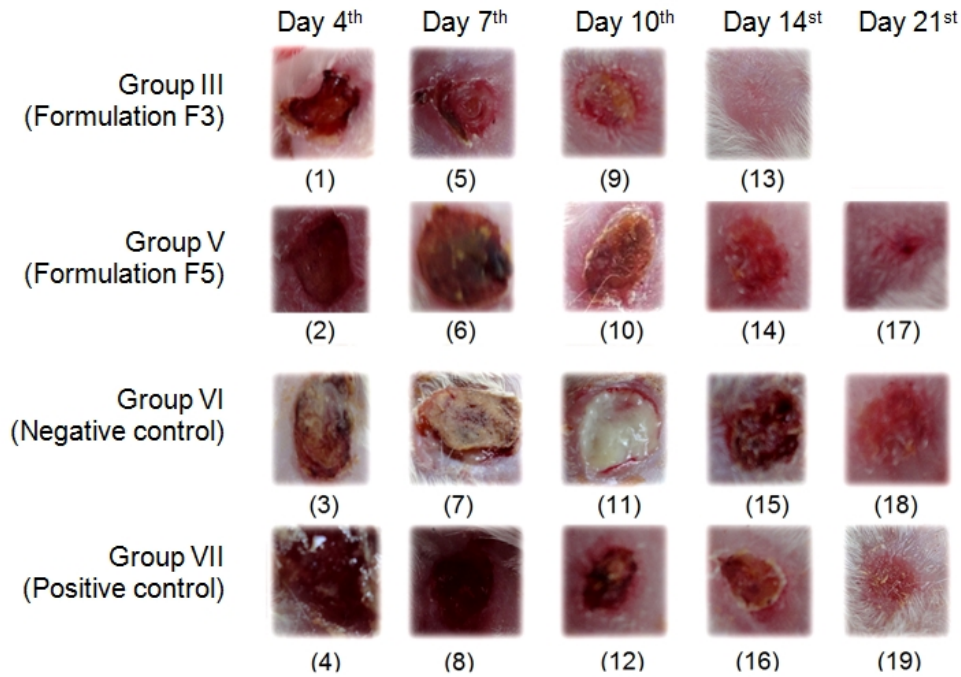 Day 4th Day 7th Day 10th Day 14st Day 21st
Group III
(Formulation F3)
(1) (5) (9) (13)
Group V
(Formulation F5)
(2) (6) (10) (14) (17)
Group VI
(Negative control)
(3) (7) (11) (15) (18)
Group VII
(Positive control)
(4) (8) (12) (16) (19)